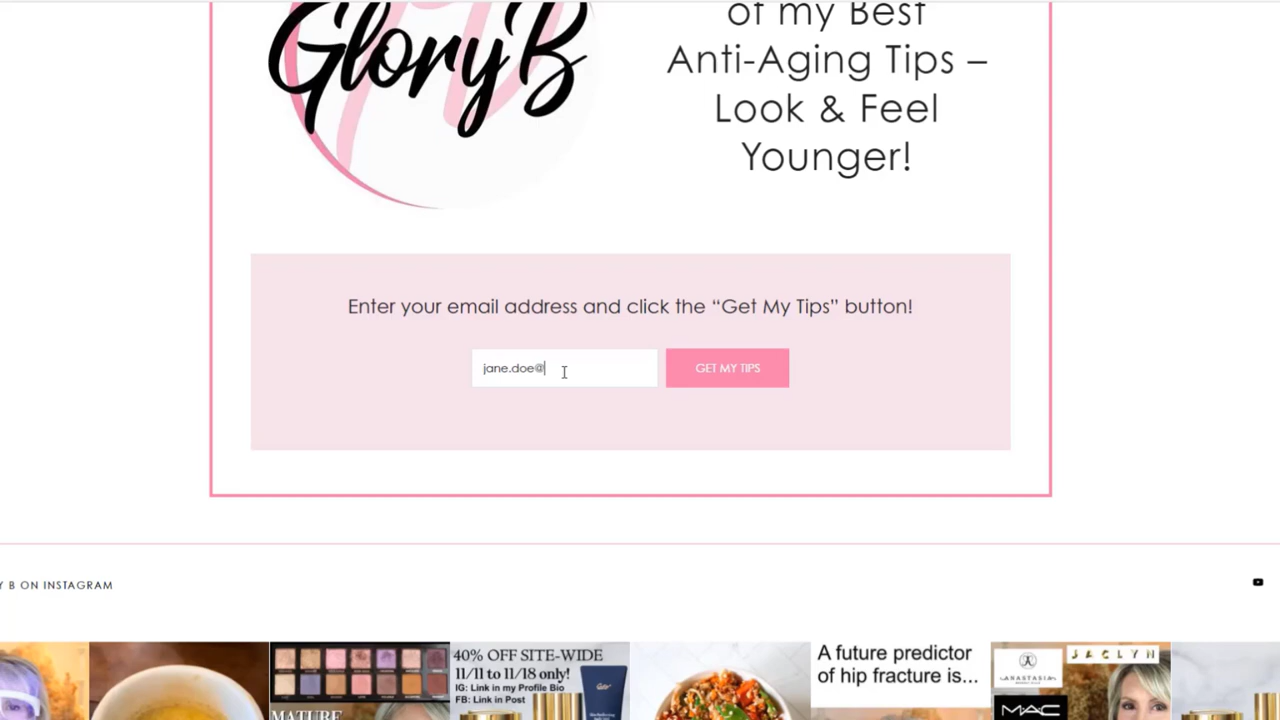 GloryB
of my Best
Anti-Aging Tips –
Look & Feel
Younger!
Enter your email address and click the “Get My Tips” button!
jane.doe@
GET MY TIPS
Y B ON INSTAGRAM
MATURE
40% OFF SITE-WIDE
11/11 to 11/18 only!
IG: Link in my Profile Bio
FB: Link in Post
A future predictor
of hip fracture is...
ANASTASIA
JACLYN
MAC